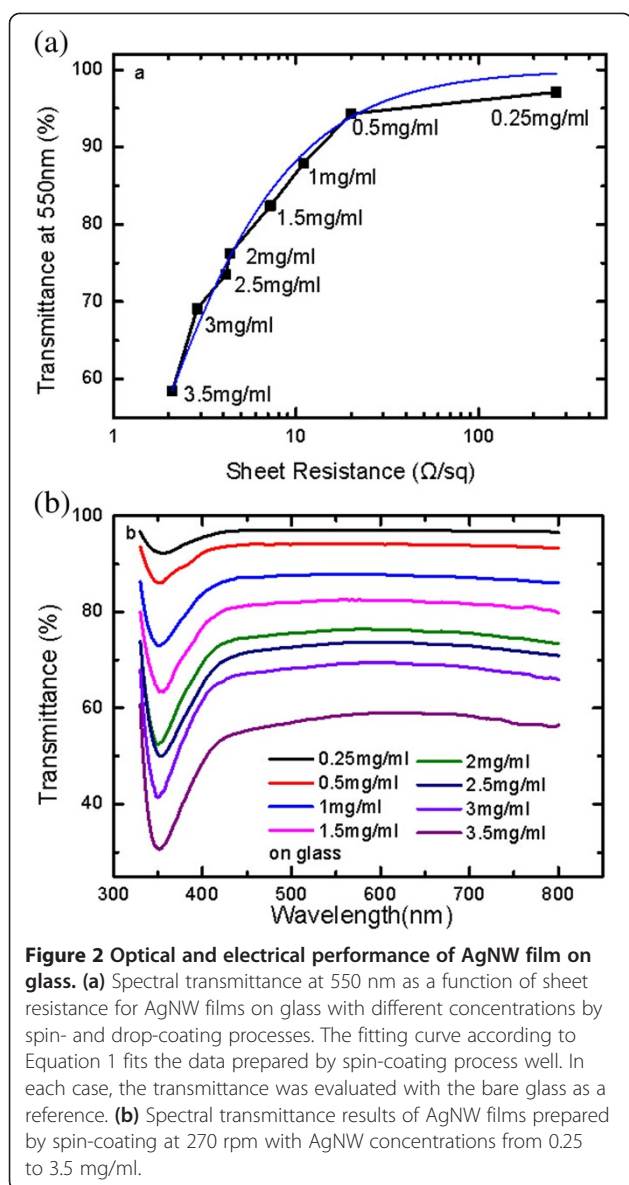 (a)
a
100
90
80
70
60
Transmittance at 550nm (%)
0.25mg/ml
0.5mg/ml
1mg/ml
1.5mg/ml
2mg/ml
2.5mg/ml
3mg/ml
3.5mg/ml
1 10 100
Sheet Resistance (Ω/sq)
(b)
b
100
80
60
40
Transmittance (%)
0.25mg/ml 2mg/ml
0.5mg/ml 2.5mg/ml
1mg/ml 3mg/ml
1.5mg/ml 3.5mg/ml
on glass
300 400 500 600 700 800
Wavelength(nm)
Figure 2 Optical and electrical performance of AgNW film on
glass. (a) Spectral transmittance at 550 nm as a function of sheet
resistance for AgNW films on glass with different concentrations by
spin- and drop-coating processes. The fitting curve according to
Equation 1 fits the data prepared by spin-coating process well. In
each case, the transmittance was evaluated with the bare glass as a
reference. (b) Spectral transmittance results of AgNW films prepared
by spin-coating at 270 rpm with AgNW concentrations from 0.25
to 3.5 mg/ml.